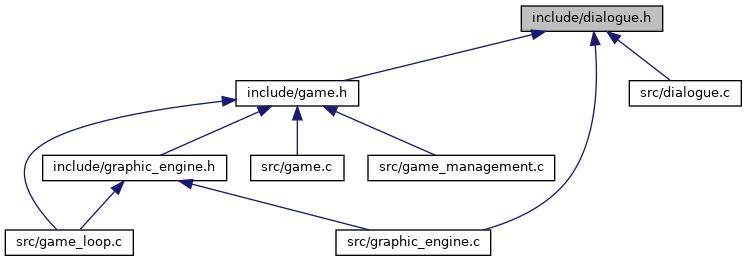 include/dialogue.h
include/game.h
src/dialogue.c
include/graphic_engine.h
src/game.c
src/game_management.c
src/game_loop.c
src/graphic_engine.c